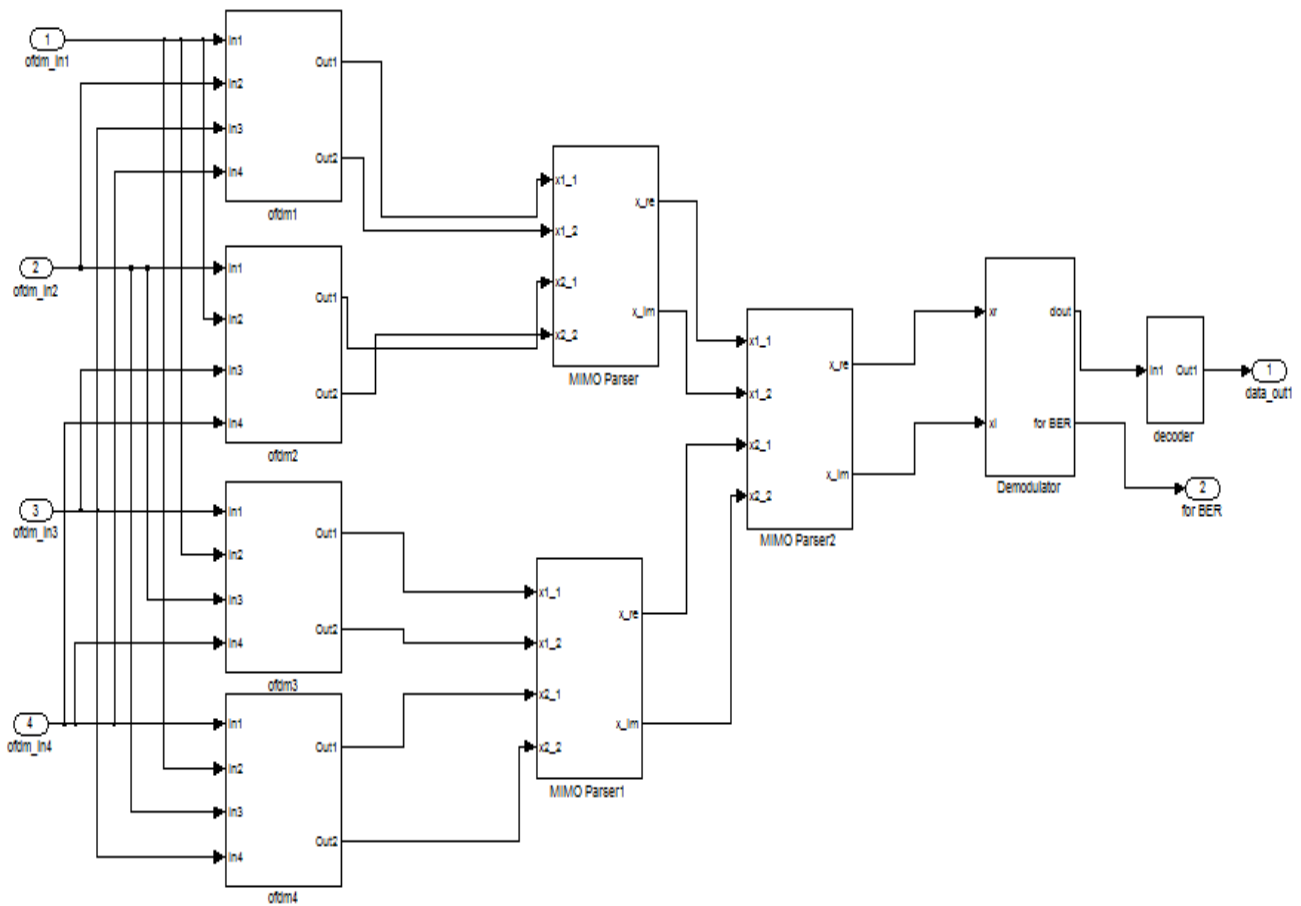 1
ofdm_in1
2
ofdm_in2
3
ofdm_in3
4
ofdm_in4
In1
In2
In3
In4
Out1
Out2
ofdm1
In1
In2
In3
In4
Out1
Out2
ofdm2
In1
In2
In3
In4
Out1
Out2
ofdm3
In1
In2
In3
In4
Out1
Out2
ofdm4
x1_1
x1_2
x2_1
x2_2
x_re
x_im
MIMO Parser
x1_1
x1_2
x2_1
x2_2
x_re
x_im
MIMO Parser1
x1_1
x1_2
x2_1
x2_2
x_re
x_im
MIMO Parser2
xr
xi
dout
for BER
Demodulator
In1
Out1
decoder
1
data_out1
2
for BER